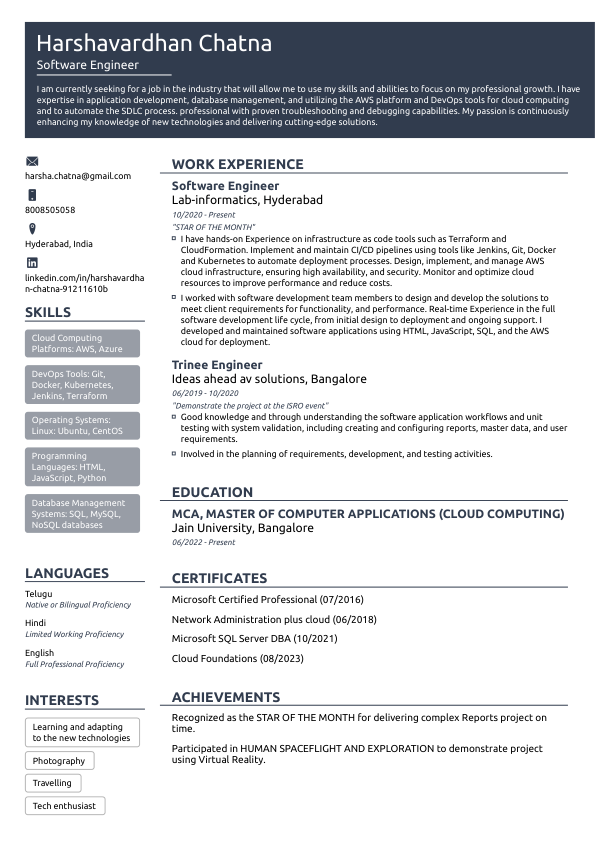 Harshavardhan Chatna
Software Engineer
I am currently seeking for a job in the industry that will allow me to use my skills and abilities to focus on my professional growth. I have
expertise in application development, database management, and utilizing the AWS platform and DevOps tools for cloud computing
and to automate the SDLC process. professional with proven troubleshooting and debugging capabilities. My passion is continuously
enhancing my knowledge of new technologies and delivering cutting-edge solutions.
harsha.chatna@gmail.com
8008505058
Hyderabad, India
linkedin.com/in/harshavardha
n-chatna-91211610b
SKILLS
Cloud Computing
Platforms: AWS, Azure
DevOps Tools: Git,
Docker, Kubernetes,
Jenkins, Terraform
Operating Systems:
Linux: Ubuntu, CentOS
Programming
Languages: HTML,
JavaScript, Python
Database Management
Systems: SQL, MySQL,
NoSQL databases
LANGUAGES
Telugu
Native or Bilingual Proficiency
Hindi
Limited Working Proficiency
English
Full Professional Proficiency
INTERESTS
Learning and adapting
to the new technologies
Photography
Travelling
Tech enthusiast
WORK EXPERIENCE
Software Engineer
Lab-informatics, Hyderabad
10/2020 - Present
"STAR OF THE MONTH"
I have hands-on Experience on infrastructure as code tools such as Terraform and
CloudFormation. Implement and maintain CI/CD pipelines using tools like Jenkins, Git, Docker
and Kubernetes to automate deployment processes. Design, implement, and manage AWS
cloud infrastructure, ensuring high availability, and security. Monitor and optimize cloud
resources to improve performance and reduce costs.
I worked with software development team members to design and develop the solutions to
meet client requirements for functionality, and performance. Real-time Experience in the full
software development life cycle, from initial design to deployment and ongoing support. I
developed and maintained software applications using HTML, JavaScript, SQL, and the AWS
cloud for deployment.
Trinee Engineer
Ideas ahead av solutions, Bangalore
06/2019 - 10/2020
"Demonstrate the project at the ISRO event"
Good knowledge and through understanding the software application workflows and unit
testing with system validation, including creating and configuring reports, master data, and user
requirements.
Involved in the planning of requirements, development, and testing activities.
EDUCATION
MCA, MASTER OF COMPUTER APPLICATIONS (CLOUD COMPUTING)
Jain University, Bangalore
06/2022 - Present
CERTIFICATES
Microsoft Certified Professional (07/2016)
Network Administration plus cloud (06/2018)
Microsoft SQL Server DBA (10/2021)
Cloud Foundations (08/2023)
ACHIEVEMENTS
Recognized as the STAR OF THE MONTH for delivering complex Reports project on
time.
Participated in HUMAN SPACEFLIGHT AND EXPLORATION to demonstrate project
using Virtual Reality.